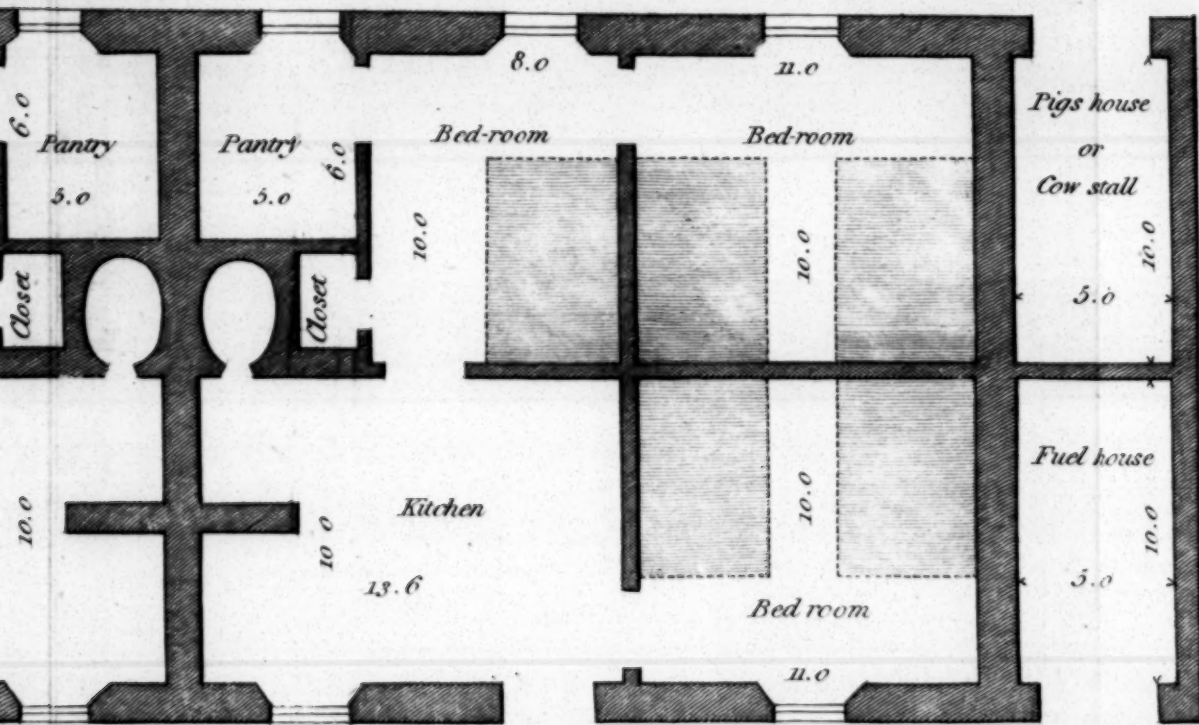 8.0
11.0
6.0
Pantry
5.0
Pantry
6.0
5.0
Bed-room
10.0
Bed-room
10.0
Pigs house
or
Cow stall
10.0
5.0
Closet
Closet
10.0
10 0
Kitchen
13.6
10.0
Bed room
11.0
Fuel house
10.0
5.0